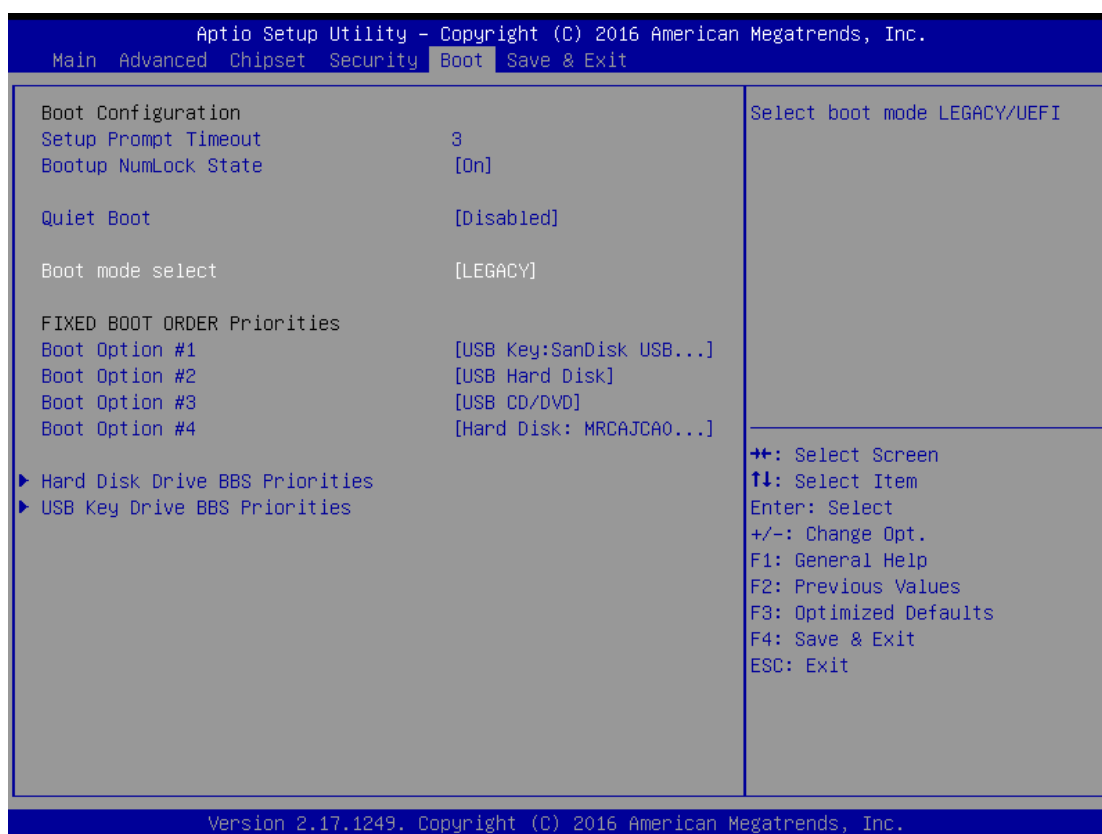 Aptio Setup Utility – Copyright (C) 2016 American Megatrends, Inc.
Main Advanced Chipset Security Boot Save & Exit
Boot Configuration
Setup Prompt Timeout 3
Bootup NumLock State [On]
Quiet Boot [Disabled]
Boot mode select [LEGACY]
FIXED BOOT ORDER Priorities
Boot Option #1 [USB Key:SanDisk USB...]
Boot Option #2 [USB Hard Disk]
Boot Option #3 [USB CD/DVD]
Boot Option #4 [Hard Disk: MRCAJCA0...]
▶ Hard Disk Drive BBS Priorities
▶ USB Key Drive BBS Priorities
Select boot mode LEGACY/UEFI
→←: Select Screen
↑↓: Select Item
Enter: Select
+/-: Change Opt.
F1: General Help
F2: Previous Values
F3: Optimized Defaults
F4: Save & Exit
ESC: Exit
Version 2.17.1249. Copyright (C) 2016 American Megatrends, Inc.